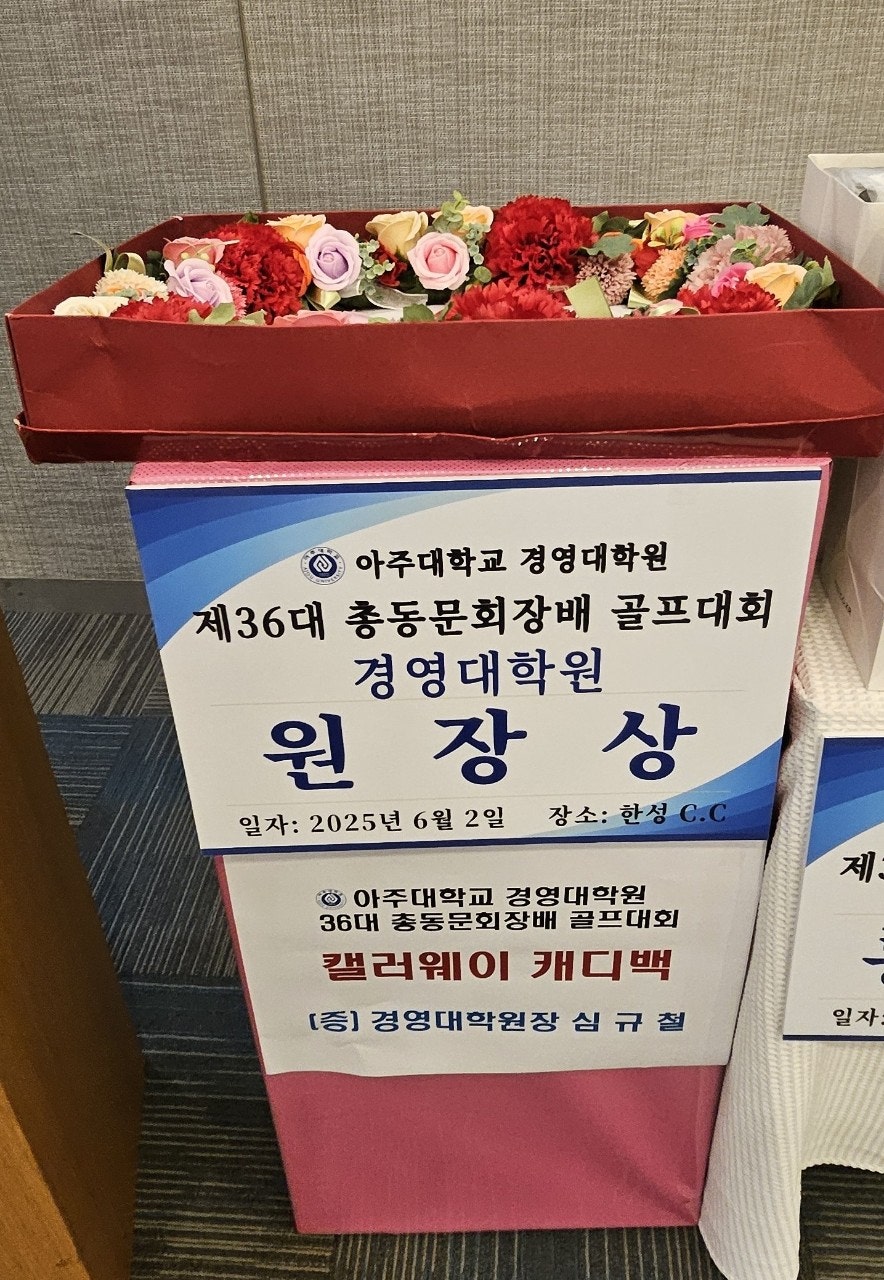 아주대학교 경영대학원
제36대 총동문회장배 골프대회
경영대학원
원 장 상
일자: 2025년 6월 2일 장소: 한성 C.C
아주대학교 경영대학원
36대 총동문회장배 골프대회
캘러웨이 캐디백
(증) 경영대학원장 심 규 철
일자: